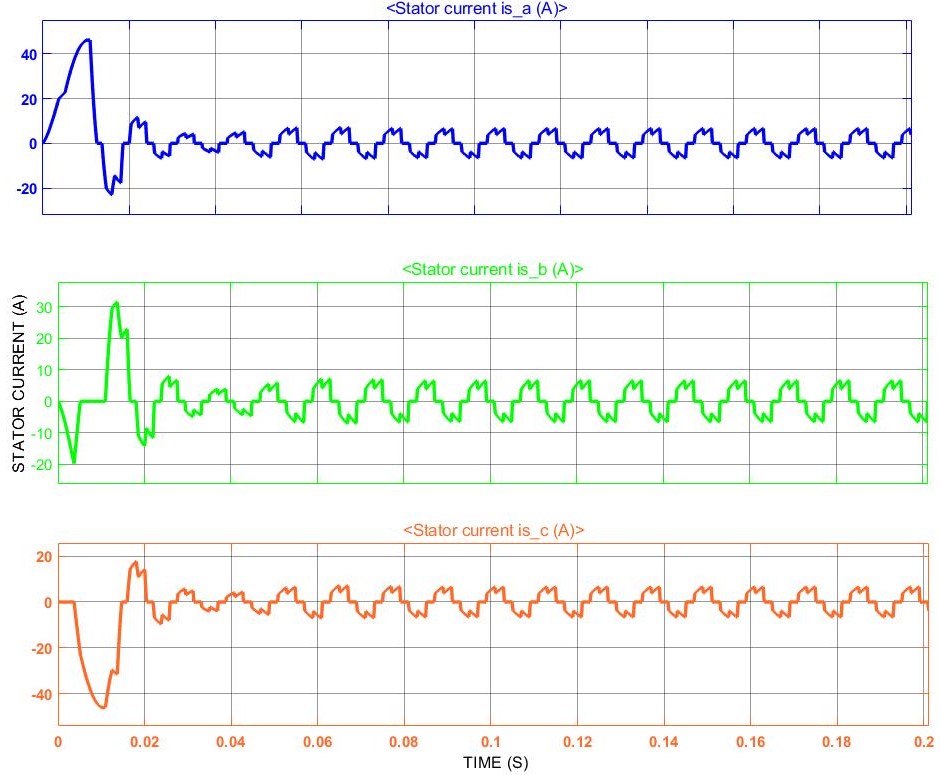 <Stator current is_a (A)>
40
20
0
-20
<Stator current is_b (A)>
30
20
10
0
-10
-20
STATOR CURRENT (A)
<Stator current is_c (A)>
20
0
-20
-40
0 0.02 0.04 0.06 0.08 0.1 0.12 0.14 0.16 0.18 0.2
TIME (S)